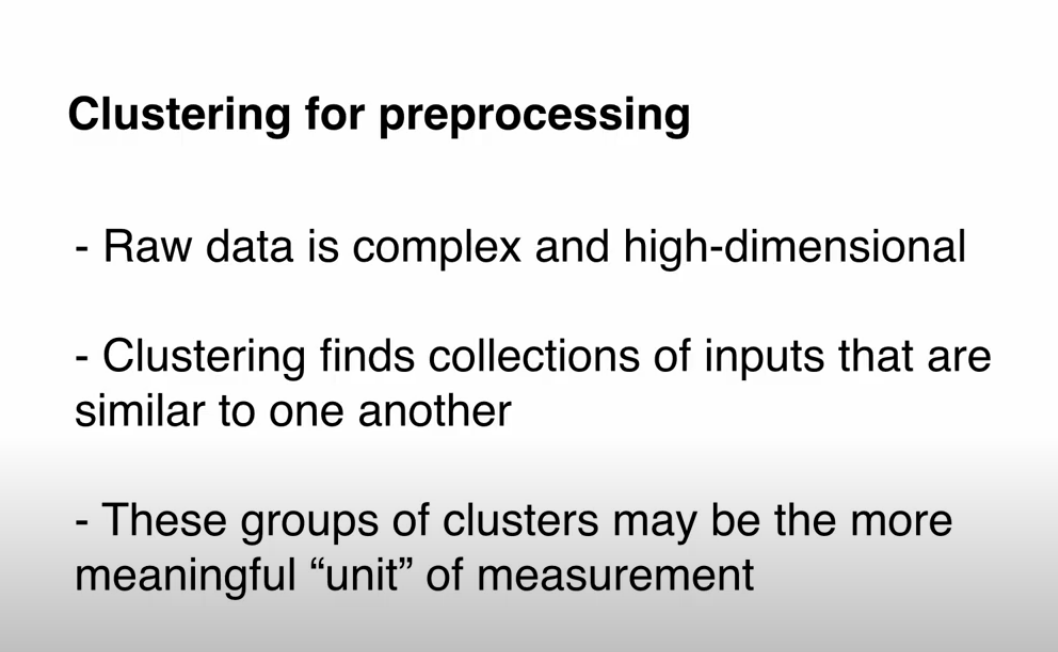 Clustering for preprocessing
- Raw data is complex and high-dimensional
- Clustering finds collections of inputs that are
similar to one another
- These groups of clusters may be the more
meaningful “unit” of measurement